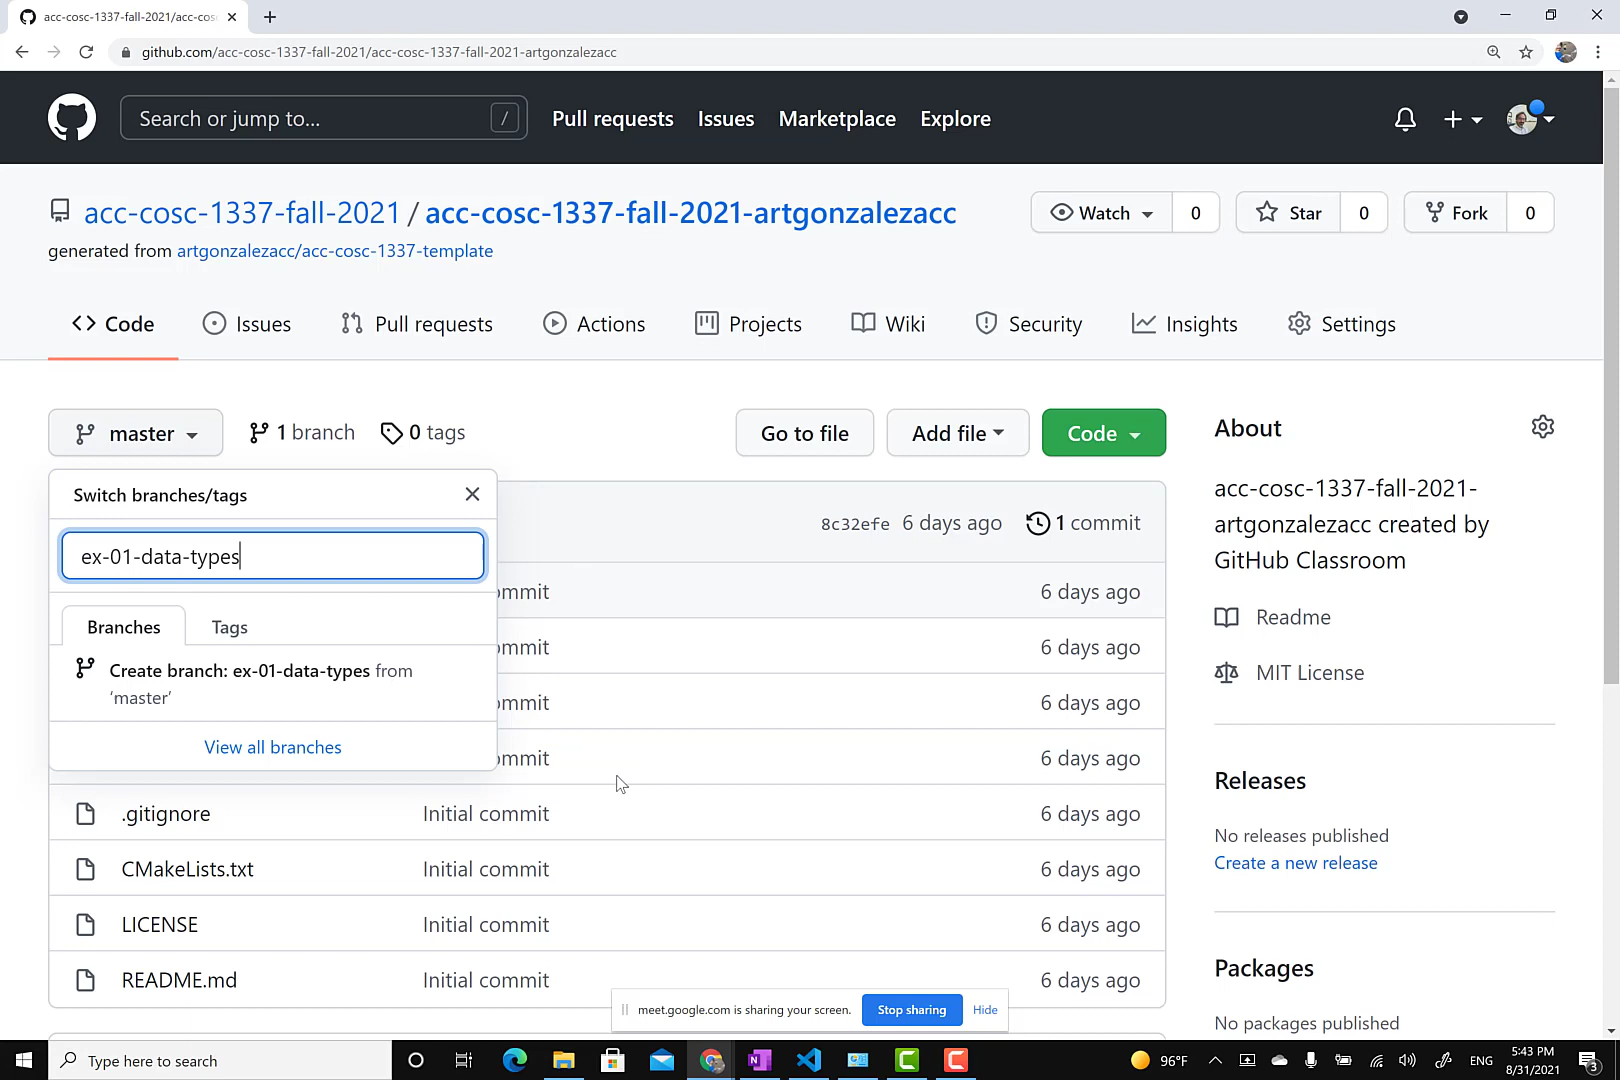 acc-cosc-1337-fall-2021/acc-cos
github.com/acc-cosc-1337-fall-2021/acc-cosc-1337-fall-2021-artgonzalezacc
Search or jump to... / Pull requests Issues Marketplace Explore
acc-cosc-1337-fall-2021 / acc-cosc-1337-fall-2021-artgonzalezacc Watch 0 Star 0 Fork 0
generated from artgonzalezacc/acc-cosc-1337-template
Code Issues Pull requests Actions Projects Wiki Security Insights Settings
master 1 branch 0 tags Go to file Add file Code
Switch branches/tags
ex-01-data-types
Branches Tags
Create branch: ex-01-data-types from
‘master’
View all branches
8c32efe 6 days ago 1 commit
ommit 6 days ago
ommit 6 days ago
ommit 6 days ago
ommit 6 days ago
.gitignore Initial commit 6 days ago
CMakeLists.txt Initial commit 6 days ago
LICENSE Initial commit 6 days ago
README.md Initial commit 6 days ago
About
acc-cosc-1337-fall-2021-
artgonzalezacc created by
GitHub Classroom
Readme
MIT License
Releases
No releases published
Create a new release
Packages
No packages published
meet.google.com is sharing your screen. Stop sharing Hide
Type here to search
96°F
ENG
5:43 PM
8/31/2021
3